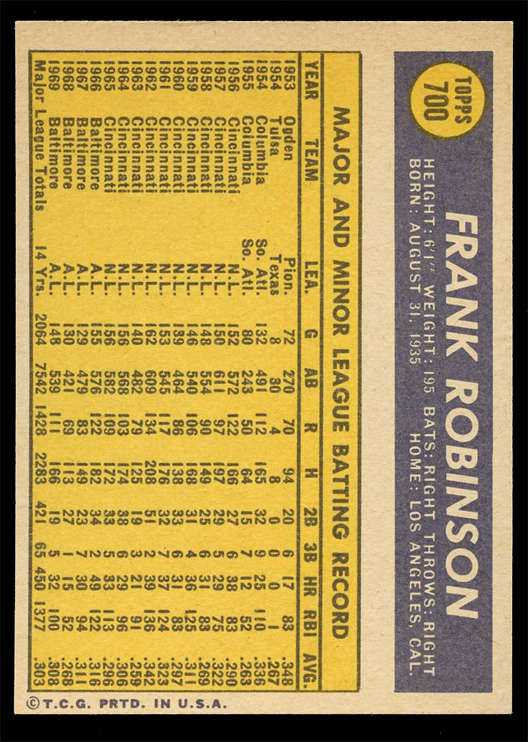 TOPPS
700
FRANK ROBINSON
HEIGHT: 6'1" WEIGHT: 195 BATS: RIGHT THROWS: RIGHT
BORN: AUGUST 31, 1935 HOME: LOS ANGELES, CAL.
MAJOR AND MINOR LEAGUE BATTING RECORD
YEAR TEAM LEA. G AB R H 2B 3B HR RBI AVG.
1953 Ogden Pion. 72 270 70 94 20 6 17 83 .348
1954 Tulsa Texas 8 30 4 8 0 0 0 1 .267
1954 Columbia So. Atl. 132 491 112 165 32 9 25 110 .336
1955 Columbia So. Atl. 80 243 50 64 15 7 12 52 .263
1956 Cincinnati N.L. 152 572 122 166 27 6 38 83 .290
1957 Cincinnati N.L. 150 611 97 197 29 5 29 75 .322
1958 Cincinnati N.L. 148 554 90 149 25 6 31 83 .269
1959 Cincinnati N.L. 146 540 106 168 31 4 36 125 .311
1960 Cincinnati N.L. 139 464 86 138 33 6 31 83 .297
1961 Cincinnati N.L. 153 545 117 176 32 7 37 124 .323
1962 Cincinnati N.L. 162 609 134 208 51 2 39 136 .342
1963 Cincinnati N.L. 140 482 79 125 19 3 21 91 .259
1964 Cincinnati N.L. 156 568 103 174 38 6 29 96 .306
1965 Cincinnati N.L. 156 582 109 172 33 5 33 113 .296
1966 Baltimore A.L. 155 576 122 182 34 2 49 122 .316
1967 Baltimore A.L. 129 479 83 149 23 7 30 94 .311
1968 Baltimore A.L. 130 421 69 113 27 1 15 52 .268
1969 Baltimore A.L. 148 539 111 166 19 5 32 100 .308
Major League Totals 14 Yrs. 2064 7542 1428 2283 421 65 450 1377 .303
© T.C.G. PRTD. IN U.S.A.